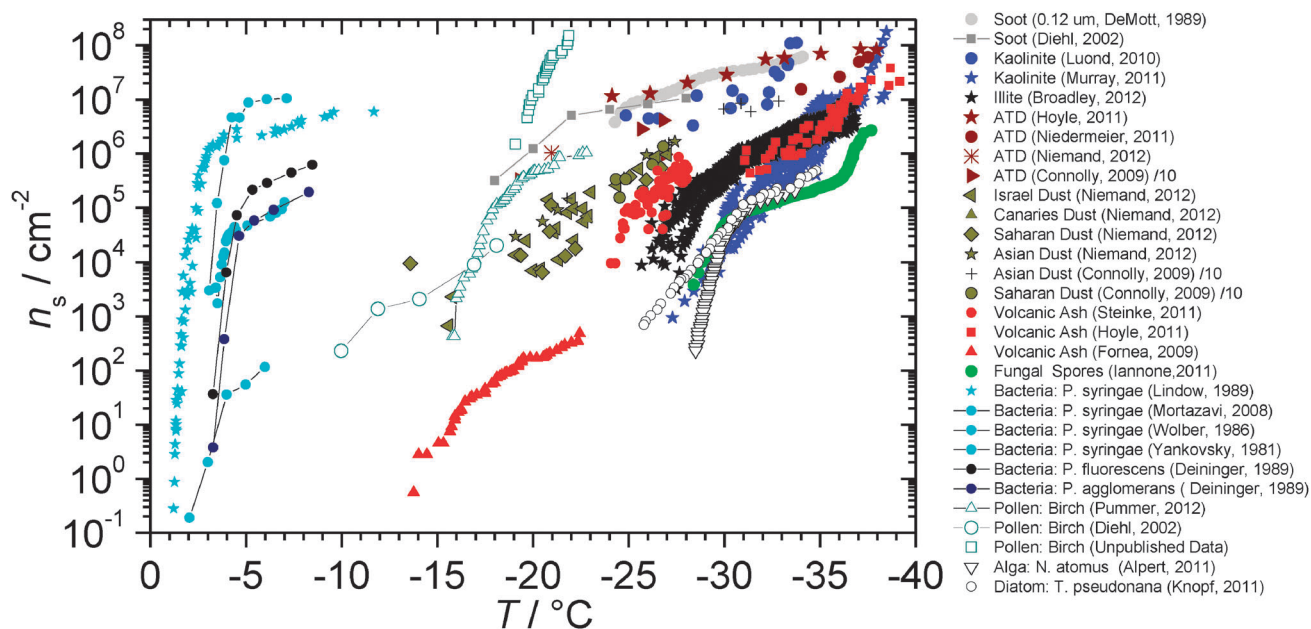 10^8
10^7
10^6
10^5
10^4
10^3
10^2
10^1
10^0
10^-1
n_s / cm^-2
0 -5 -10 -15 -20 -25 -30 -35 -40
T / °C
Soot (0.12 um, DeMott, 1989)
Soot (Diehl, 2002)
Kaolinite (Luond, 2010)
Kaolinite (Murray, 2011)
Illite (Broadley, 2012)
ATD (Hoyle, 2011)
ATD (Niedermeier, 2011)
ATD (Niemand, 2012)
ATD (Connolly, 2009) /10
Israel Dust (Niemand, 2012)
Canaries Dust (Niemand, 2012)
Saharan Dust (Niemand, 2012)
Asian Dust (Niemand, 2012)
Asian Dust (Connolly, 2009) /10
Saharan Dust (Connolly, 2009) /10
Volcanic Ash (Steinke, 2011)
Volcanic Ash (Hoyle, 2011)
Volcanic Ash (Fornea, 2009)
Fungal Spores (Iannone,2011)
Bacteria: P. syringae (Lindow, 1989)
Bacteria: P. syringae (Mortazavi, 2008)
Bacteria: P. syringae (Wolber, 1986)
Bacteria: P. syringae (Yankovsky, 1981)
Bacteria: P. fluorescens (Deininger, 1989)
Bacteria: P. agglomerans ( Deininger, 1989)
Pollen: Birch (Pummer, 2012)
Pollen: Birch (Diehl, 2002)
Pollen: Birch (Unpublished Data)
Alga: N. atomus (Alpert, 2011)
Diatom: T. pseudonana (Knopf, 2011)